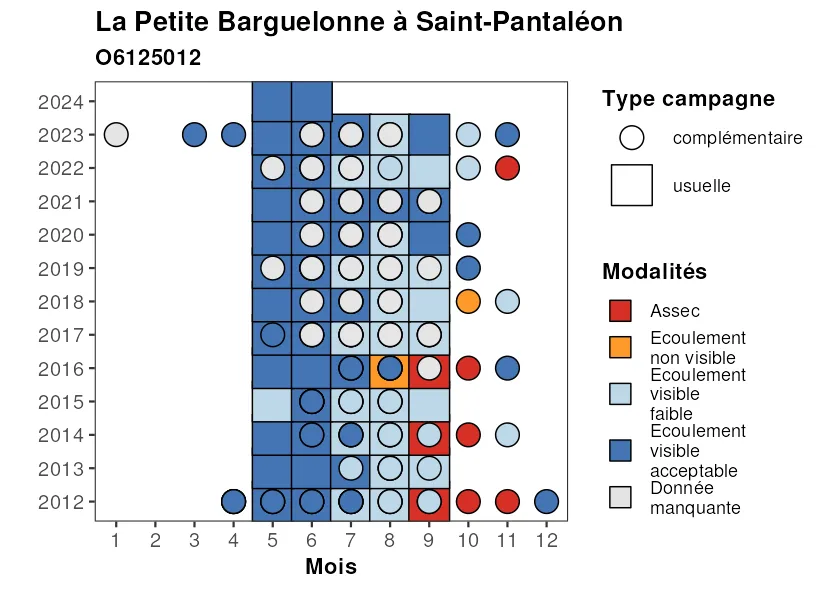 La Petite Barguelonne à Saint-Pantaléon
O6125012
2024
2023
2022
2021
2020
2019
2018
2017
2016
2015
2014
2013
2012
1 2 3 4 5 6 7 8 9 10 11 12
Mois
Type campagne
complémentaire
usuelle
Modalités
Assec
Ecoulement
non visible
Ecoulement
visible
faible
Ecoulement
visible
acceptable
Donnée
manquante